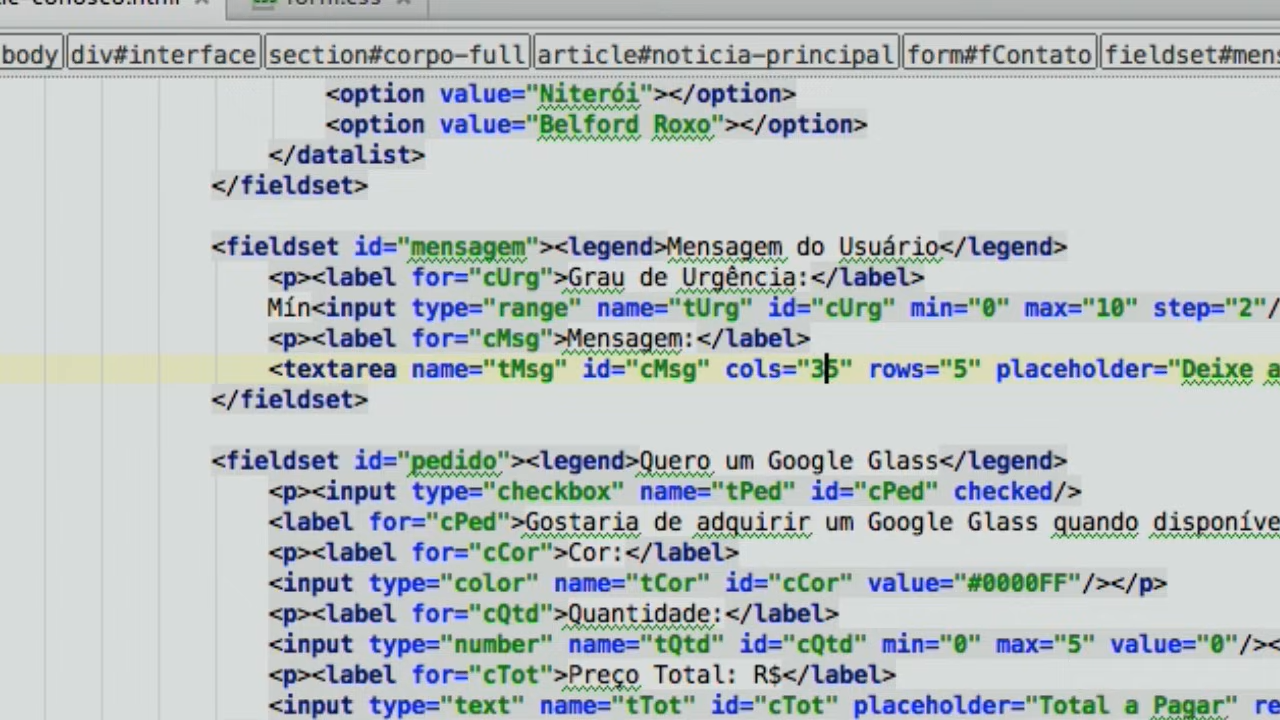 body div#interface section#corpo-full article#noticia-principal form#fContato fieldset#mens
<option value="Niterói"></option>
<option value="Belford Roxo"></option>
</datalist>
</fieldset>
<fieldset id="mensagem"><legend>Mensagem do Usuário</legend>
<p><label for="cUrg">Grau de Urgência:</label>
Mín<input type="range" name="tUrg" id="cUrg" min="0" max="10" step="2"/
<p><label for="cMsg">Mensagem:</label>
<textarea name="tMsg" id="cMsg" cols="35" rows="5" placeholder="Deixe a
</fieldset>
<fieldset id="pedido"><legend>Quero um Google Glass</legend>
<p><input type="checkbox" name="tPed" id="cPed" checked/>
<label for="cPed">Gostaria de adquirir um Google Glass quando disponíve
<p><label for="cCor">Cor:</label>
<input type="color" name="tCor" id="cCor" value="#0000FF"/></p>
<p><label for="cQtd">Quantidade:</label>
<input type="number" name="tQtd" id="cQtd" min="0" max="5" value="0"/><
<p><label for="cTot">Preço Total: R$</label>
<input type="text" name="tTot" id="cTot" placeholder="Total a Pagar" re